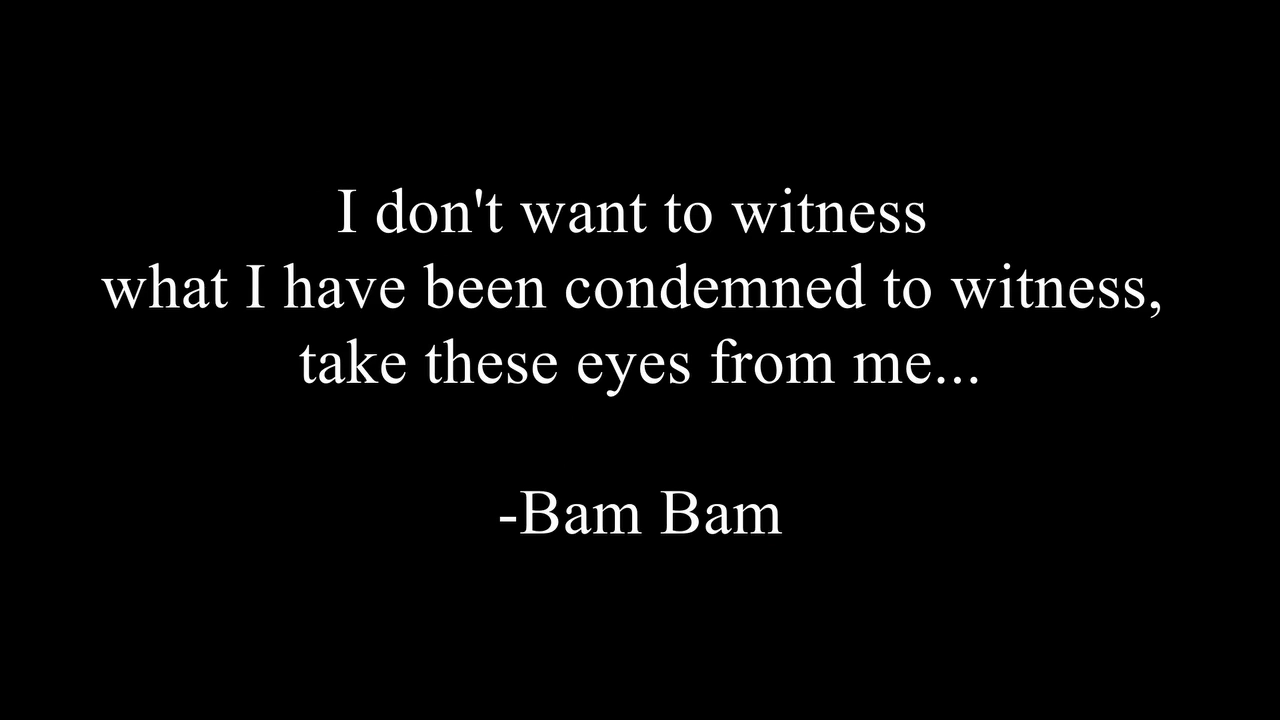 I don't want to witness
what I have been condemned to witness,
take these eyes from me...
-Bam Bam